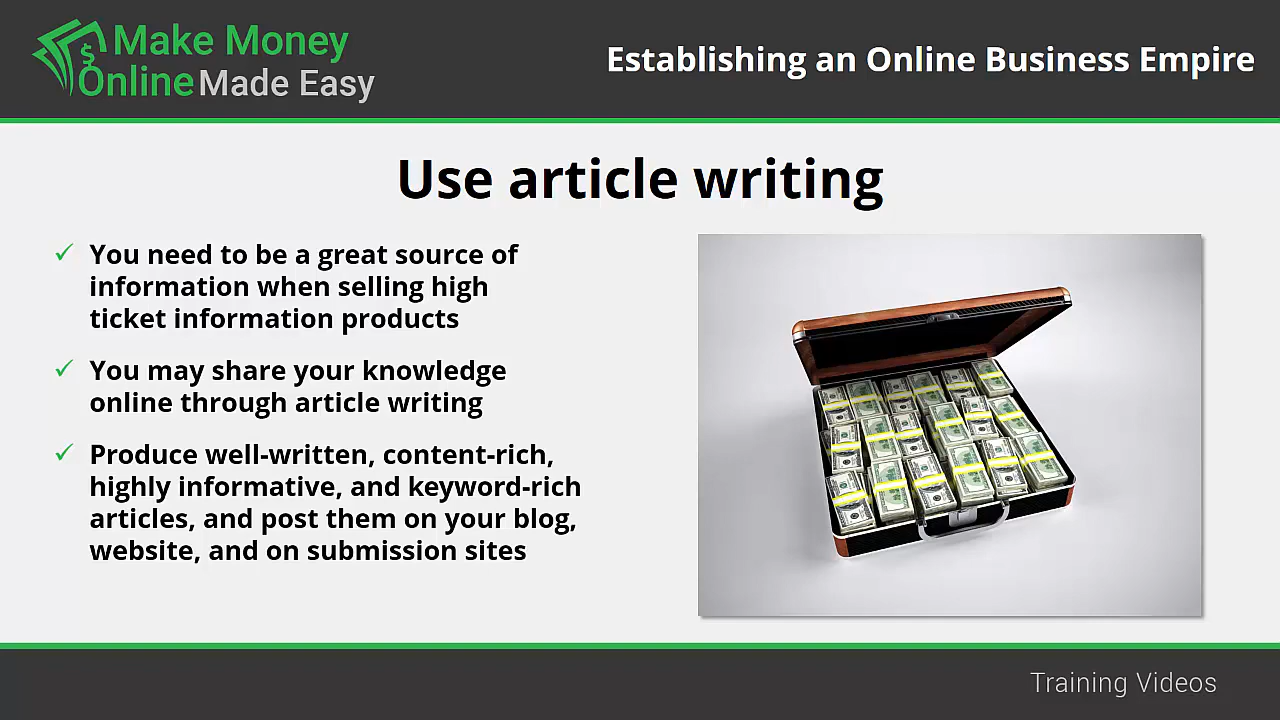 Make Money
Online Made Easy
Establishing an Online Business Empire
Use article writing
✓ You need to be a great source of
information when selling high
ticket information products
✓ You may share your knowledge
online through article writing
✓ Produce well-written, content-rich,
highly informative, and keyword-rich
articles, and post them on your blog,
website, and on submission sites
Training Videos